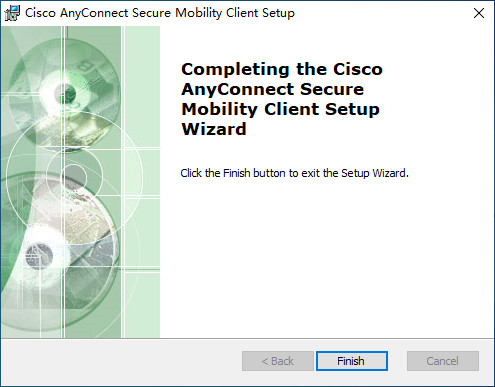 Cisco AnyConnect Secure Mobility Client Setup
Completing the Cisco
AnyConnect Secure
Mobility Client Setup
Wizard
Click the Finish button to exit the Setup Wizard.
< Back
Finish
Cancel